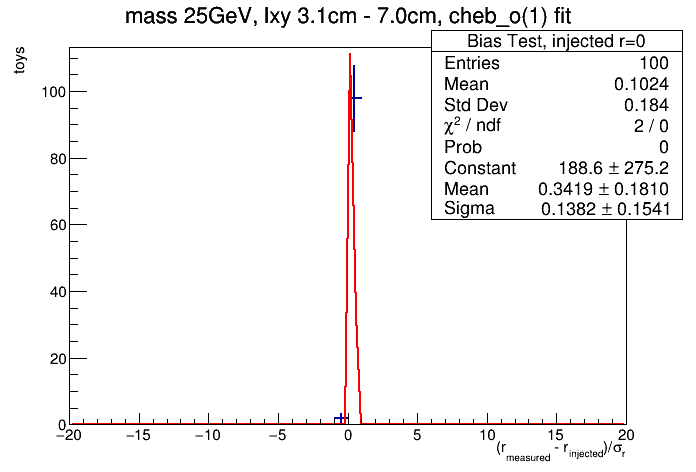 mass 25GeV, lxy 3.1cm - 7.0cm, cheb_o(1) fit
toys
Bias Test, injected r=0
Entries 100
Mean 0.1024
Std Dev 0.184
χ² / ndf 2 / 0
Prob 0
Constant 188.6 ± 275.2
Mean 0.3419 ± 0.1810
Sigma 0.1382 ± 0.1541
100
80
60
40
20
0
−20 −15 −10 −5 0 5 10 15 20
(r_measured - r_injected)/σ_r